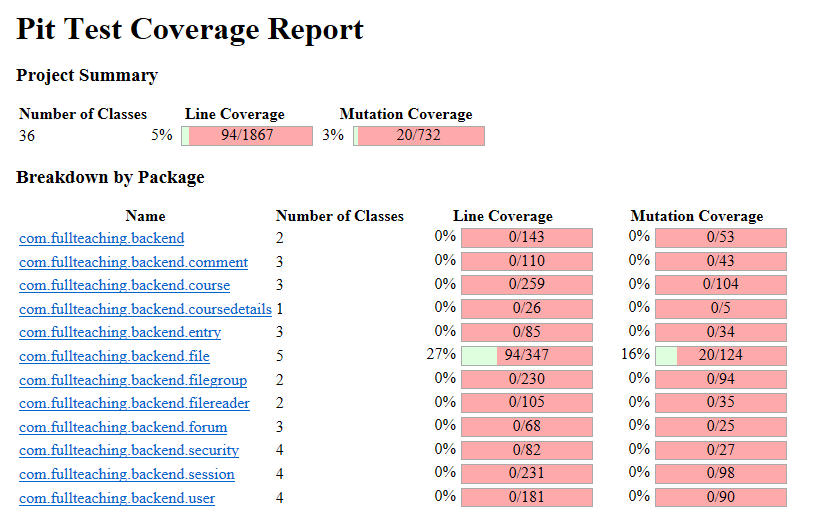 Pit Test Coverage Report
Project Summary
Number of Classes Line Coverage Mutation Coverage
36 5% 94/1867 3% 20/732
Breakdown by Package
Name Number of Classes Line Coverage Mutation Coverage
com.fullteaching.backend 2 0% 0/143 0% 0/53
com.fullteaching.backend.comment 3 0% 0/110 0% 0/43
com.fullteaching.backend.course 3 0% 0/259 0% 0/104
com.fullteaching.backend.coursedetails 1 0% 0/26 0% 0/5
com.fullteaching.backend.entry 3 0% 0/85 0% 0/34
com.fullteaching.backend.file 5 27% 94/347 16% 20/124
com.fullteaching.backend.filegroup 2 0% 0/230 0% 0/94
com.fullteaching.backend.filereader 2 0% 0/105 0% 0/35
com.fullteaching.backend.forum 3 0% 0/68 0% 0/25
com.fullteaching.backend.security 4 0% 0/82 0% 0/27
com.fullteaching.backend.session 4 0% 0/231 0% 0/98
com.fullteaching.backend.user 4 0% 0/181 0% 0/90